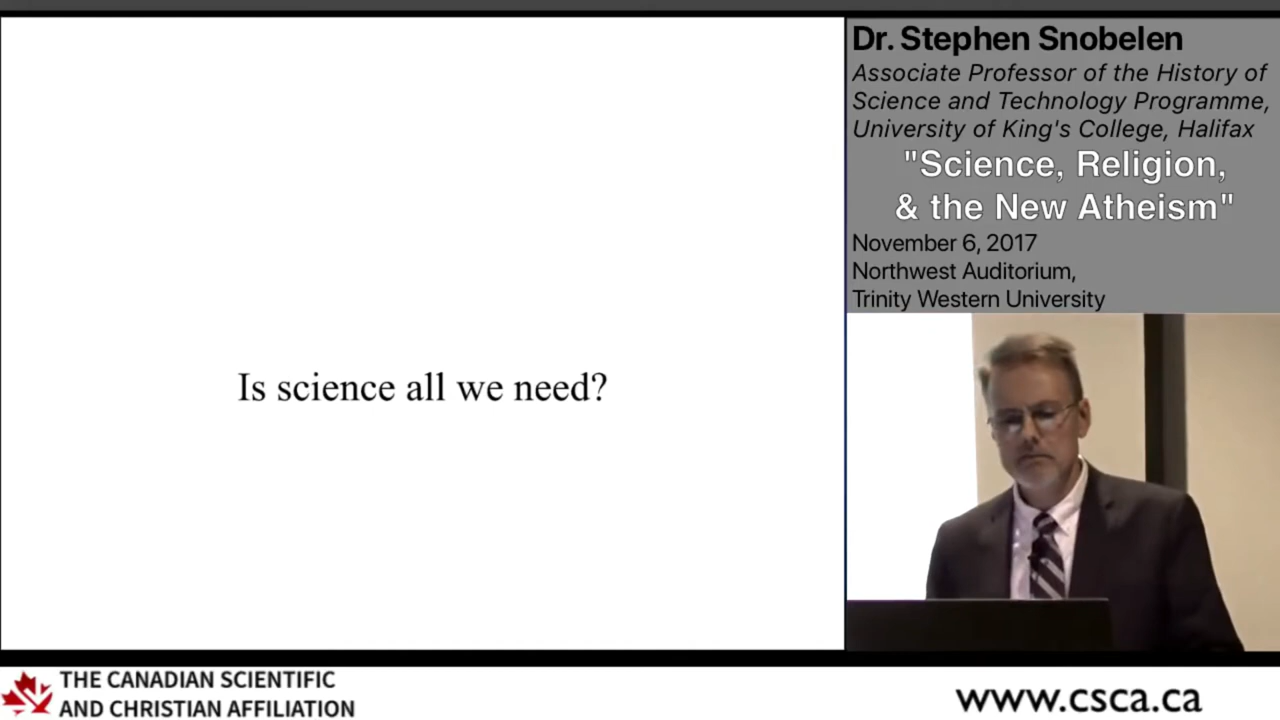 Is science all we need?
Dr. Stephen Snobelen
Associate Professor of the History of
Science and Technology Programme,
University of King's College, Halifax
"Science, Religion,
& the New Atheism"
November 6, 2017
Northwest Auditorium,
Trinity Western University
THE CANADIAN SCIENTIFIC
AND CHRISTIAN AFFILIATION
www.csca.ca